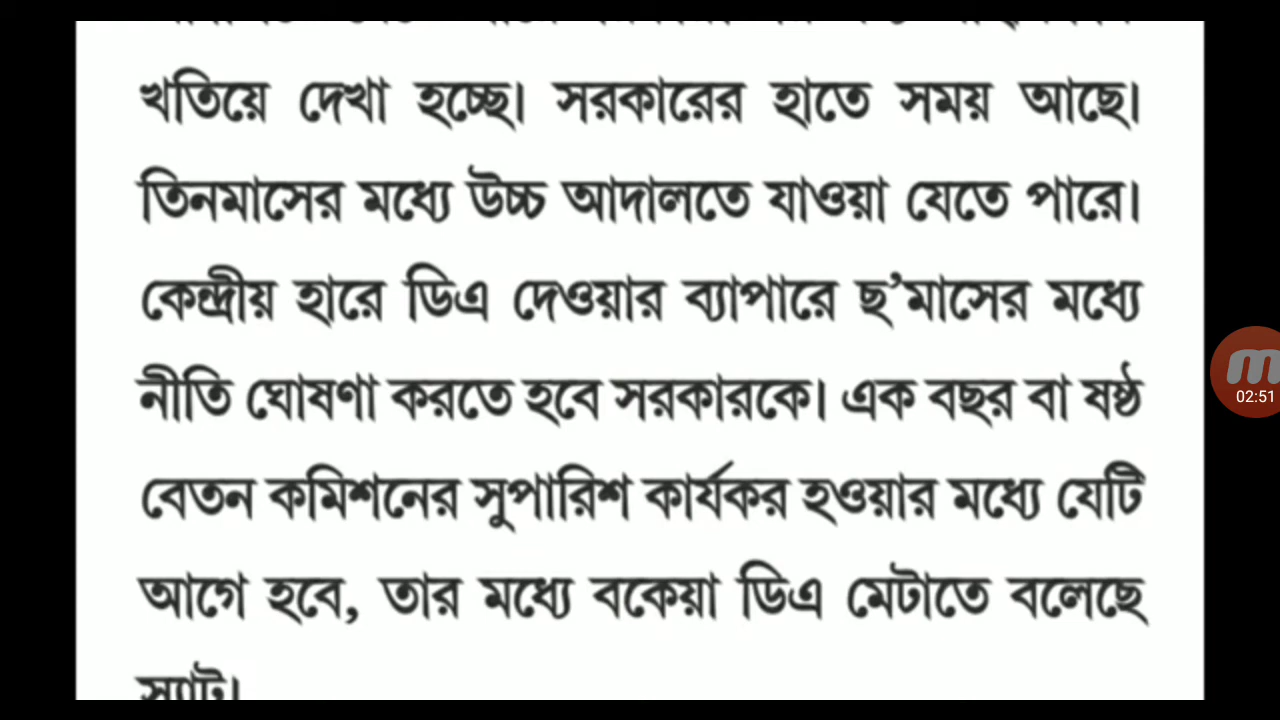 খতিয়ে দেখা হচ্ছে। সরকারের হাতে সময় আছে।
তিনমাসের মধ্যে উচ্চ আদালতে যাওয়া যেতে পারে।
কেন্দ্রীয় হারে ডিএ দেওয়ার ব্যাপারে ছ’মাসের মধ্যে
নীতি ঘোষণা করতে হবে সরকারকে। এক বছর বা ষষ্ঠ
বেতন কমিশনের সুপারিশ কার্যকর হওয়ার মধ্যে যেটি
আগে হবে, তার মধ্যে বকেয়া ডিএ মেটাতে বলেছে
স্যাট।
02:51